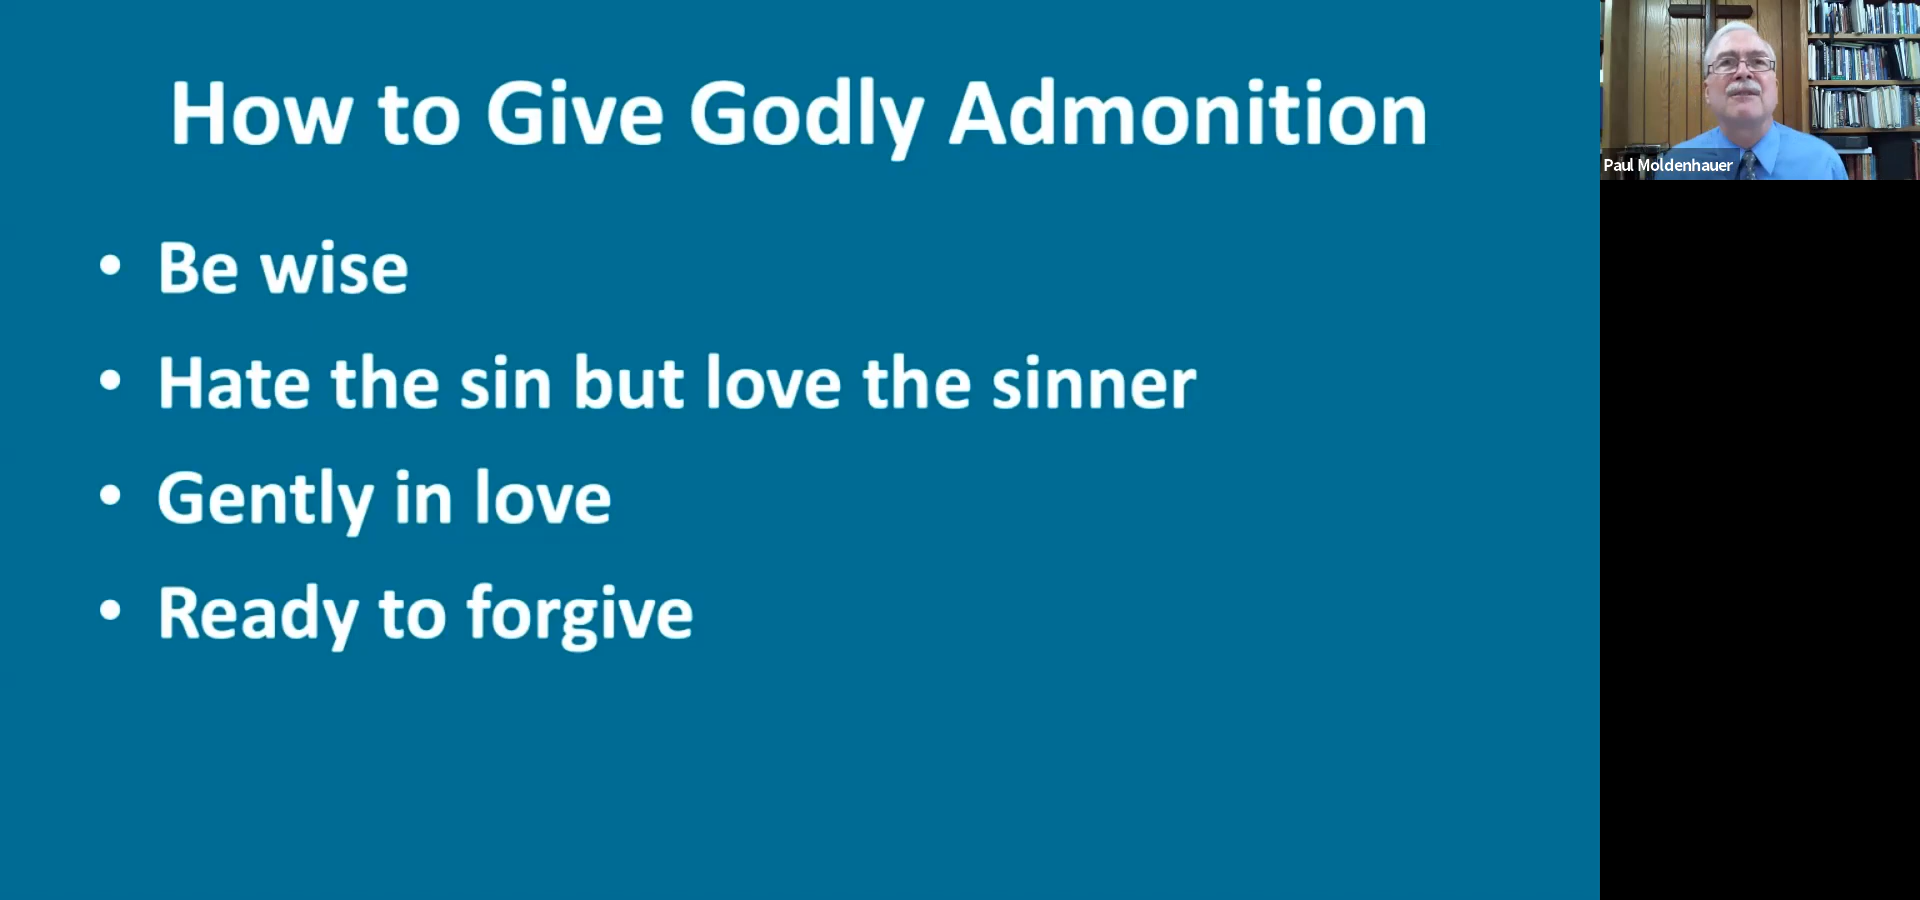 How to Give Godly Admonition
• Be wise
• Hate the sin but love the sinner
• Gently in love
• Ready to forgive
Paul Moldenhauer